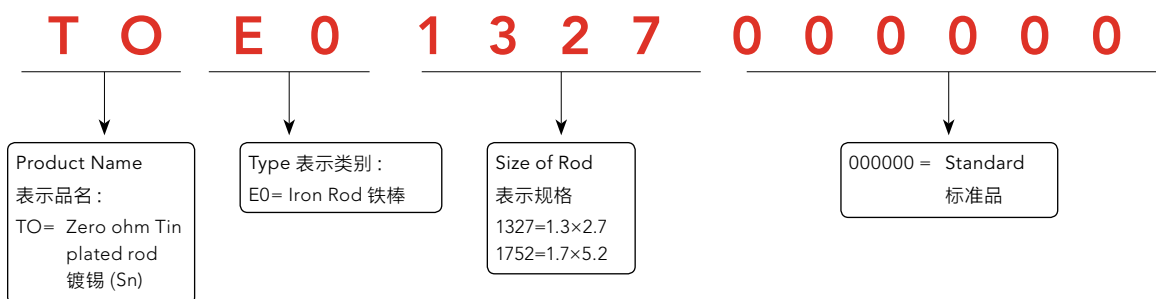 T O E 0 1 3 2 7 0 0 0 0 0 0
Product Name
表示品名 :
TO= Zero ohm Tin
plated rod
镀锡 (Sn)
Type 表示类别 :
E0= Iron Rod 铁棒
Size of Rod
表示规格
1327=1.3×2.7
1752=1.7×5.2
000000 = Standard
标准品